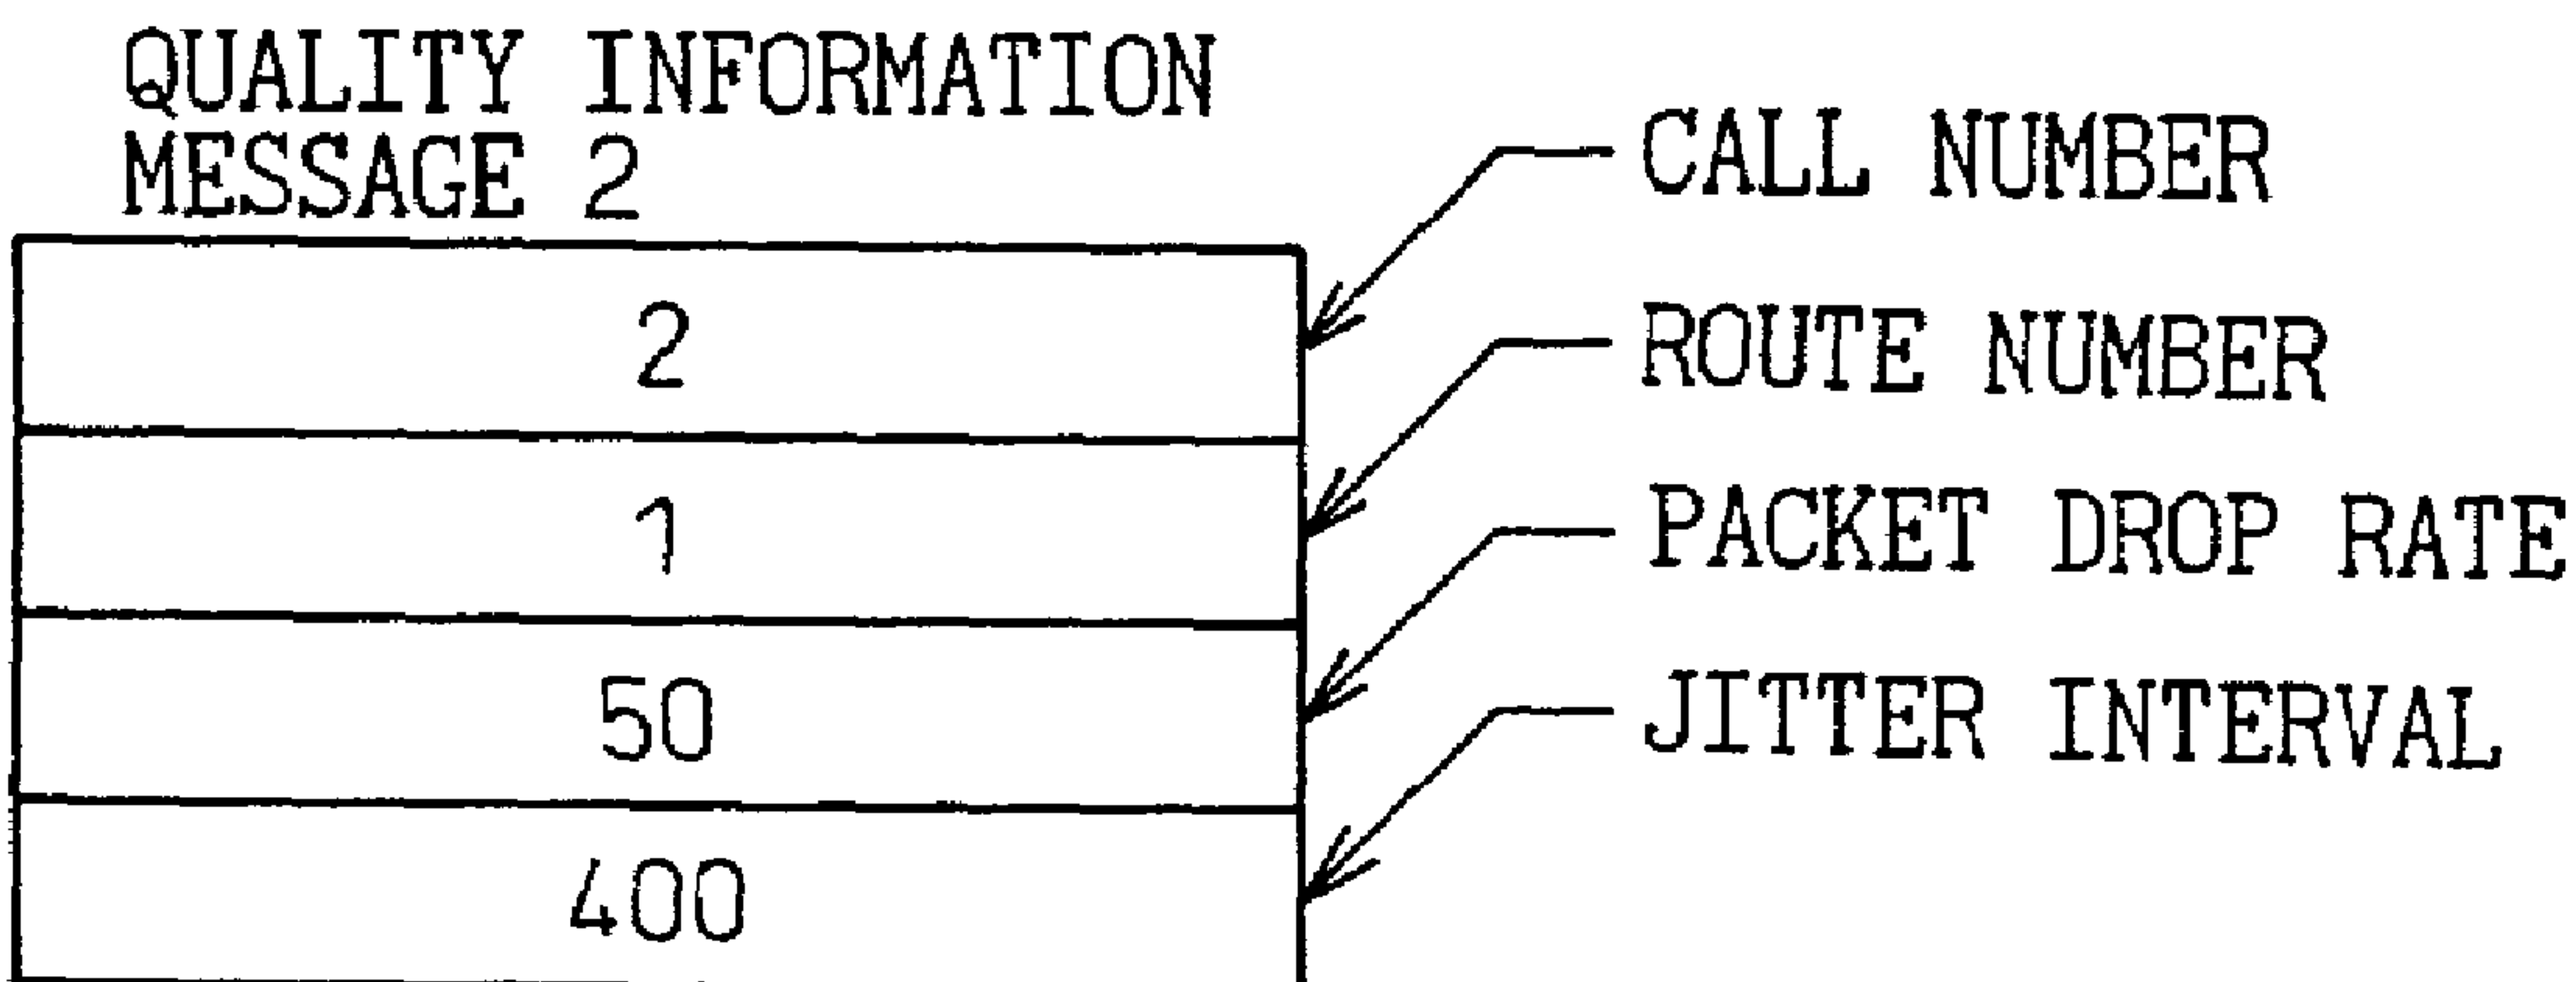 QUALITY INFORMATION
MESSAGE 2
2
CALL NUMBER
1
ROUTE NUMBER
50
PACKET DROP RATE
400
JITTER INTERVAL